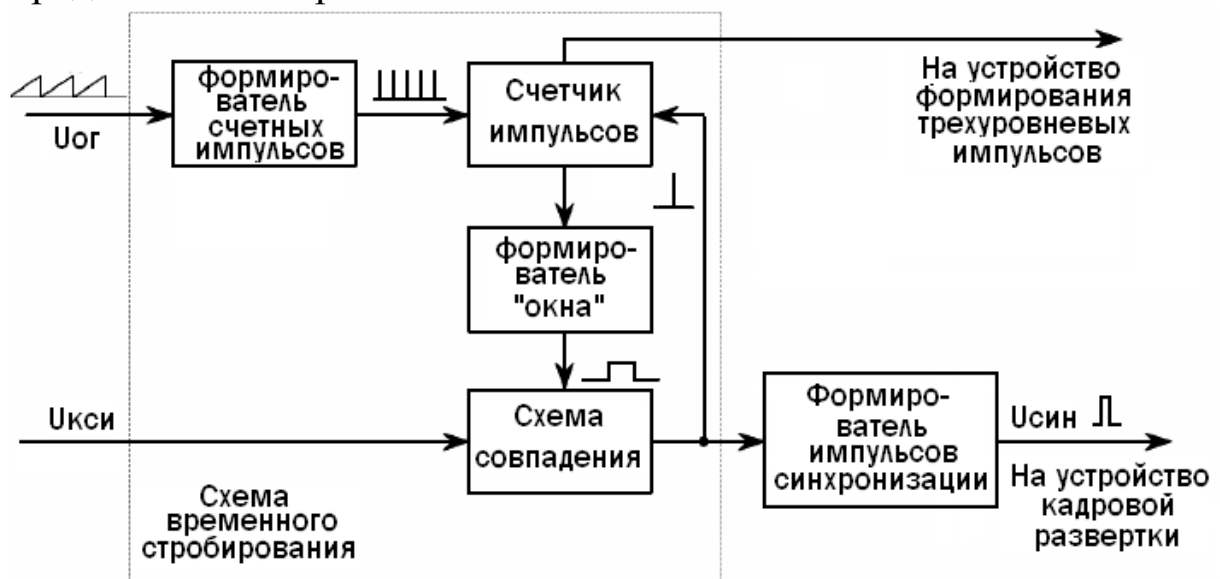 формиро-
ватель
счетных
импульсов
Uог
Счетчик
импульсов
На устройство
формирования
трехуровневых
импульсов
формиро-
ватель
"окна"
Uкси
Схема
совпадения
Формиро-
ватель
импульсов
синхронизации
Uсин
На устройство
кадровой
развертки
Схема
временного
стробирования